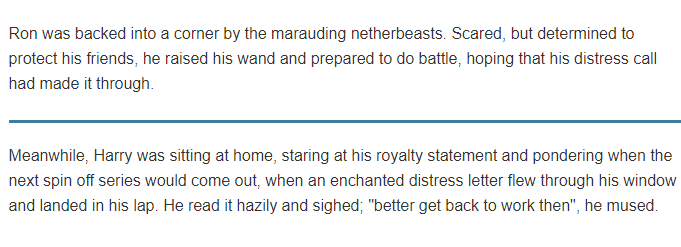 Ron was backed into a corner by the marauding netherbeasts. Scared, but determined to
protect his friends, he raised his wand and prepared to do battle, hoping that his distress call
had made it through.
Meanwhile, Harry was sitting at home, staring at his royalty statement and pondering when the
next spin off series would come out, when an enchanted distress letter flew through his window
and landed in his lap. He read it hazily and sighed; "better get back to work then", he mused.